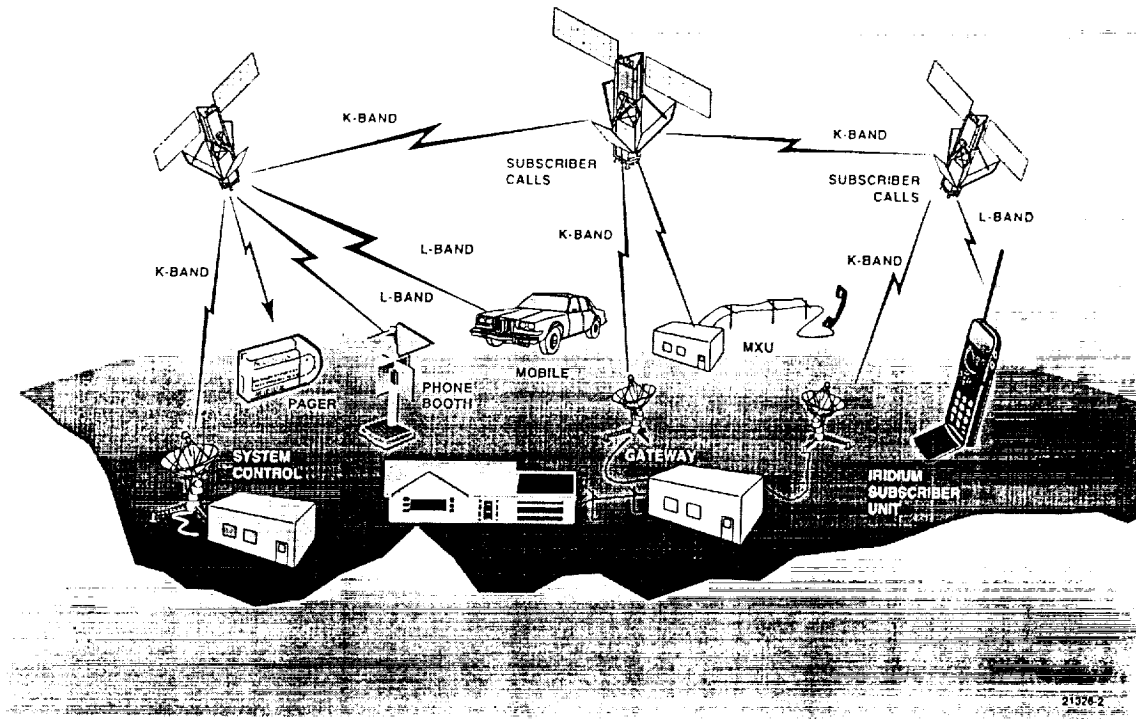 K-BAND
K-BAND
SUBSCRIBER
CALLS
SUBSCRIBER
CALLS
L-BAND
K-BAND
L-BAND
K-BAND
K-BAND
L-BAND
MXU
MOBILE
PHONE
BOOTH
PAGER
SYSTEM
CONTROL
GATEWAY
IRIDIUM
SUBSCRIBER
UNIT
21326-2